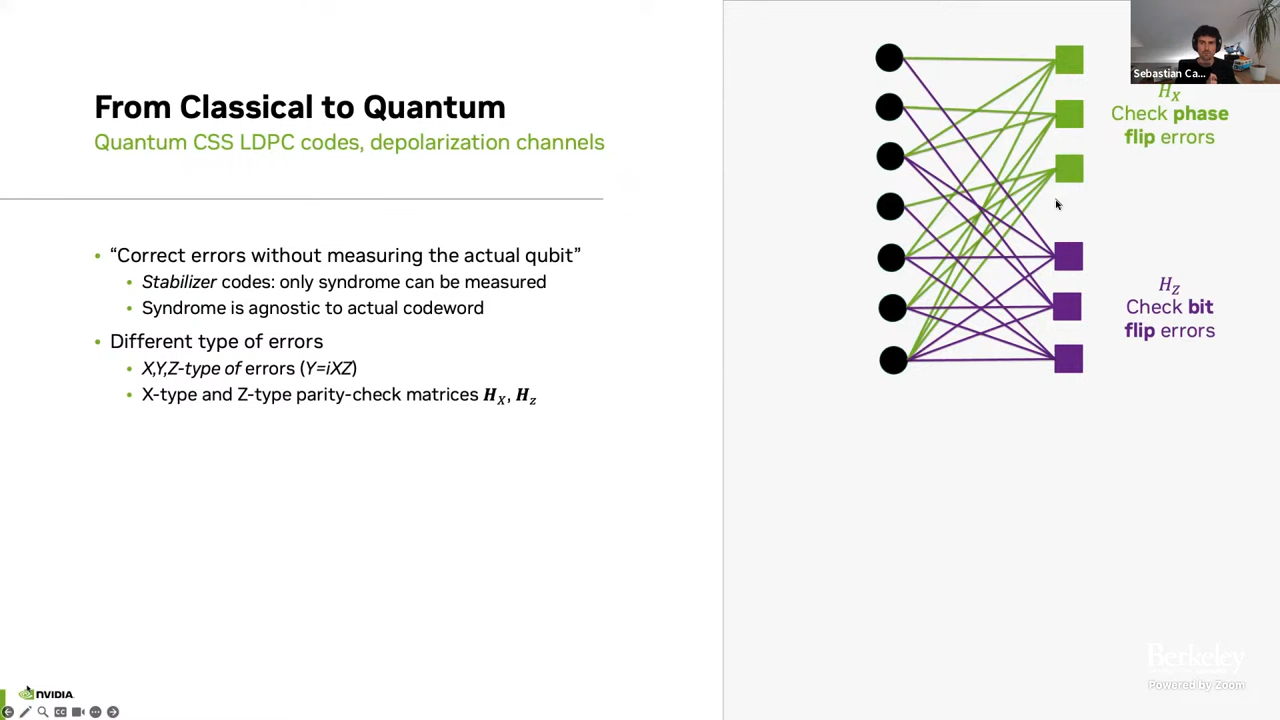 From Classical to Quantum
Quantum CSS LDPC codes, depolarization channels
• “Correct errors without measuring the actual qubit”
• Stabilizer codes: only syndrome can be measured
• Syndrome is agnostic to actual codeword
• Different type of errors
• X,Y,Z-type of errors (Y=iXZ)
• X-type and Z-type parity-check matrices H_X, H_z
Sebastian Ca...
H_X
Check phase
flip errors
H_Z
Check bit
flip errors
Berkeley
Powered by Zoom
NVIDIA
CC